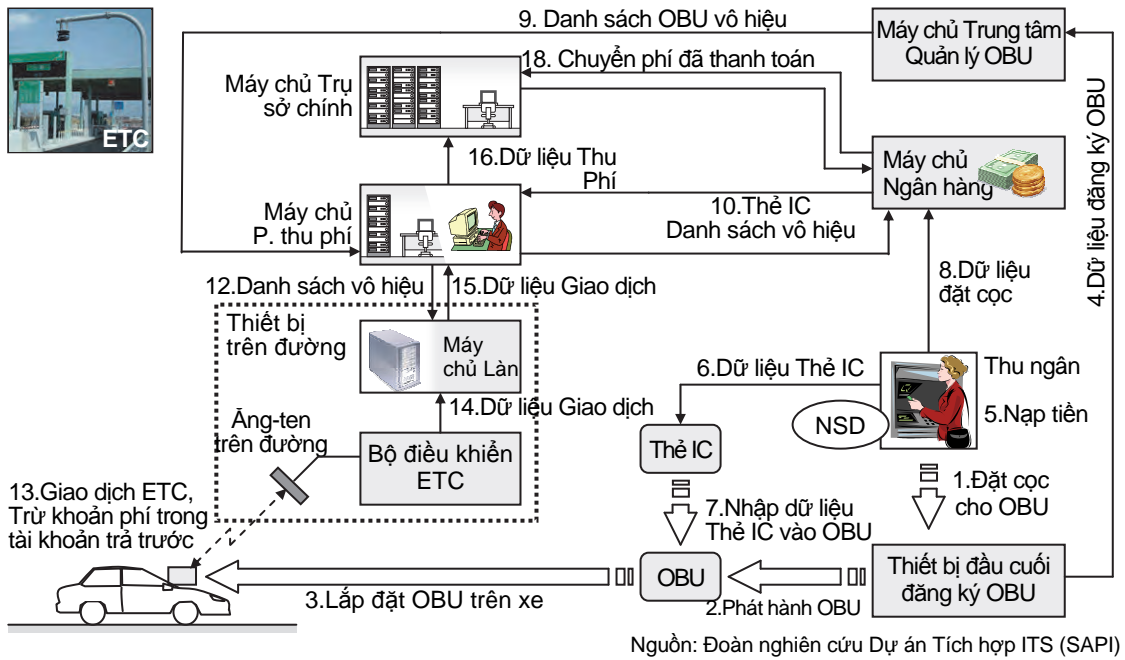 9. Danh sách OBU vô hiệu
Máy chủ Trung tâm
Quản lý OBU
18. Chuyển phí đã thanh toán
Máy chủ Trụ
sở chính
ETC
4.Dữ liệu đăng ký OBU
16.Dữ liệu Thu
Phí
Máy chủ
Ngân hàng
Máy chủ
P. thu phí
10.Thẻ IC
Danh sách vô hiệu
12.Danh sách vô hiệu
15.Dữ liệu Giao dịch
8.Dữ liệu
đặt cọc
Thiết bị
trên đường
Máy
chủ Làn
6.Dữ liệu Thẻ IC
Thu ngân
14.Dữ liệu Giao dịch
NSD
5.Nạp tiền
Ăng-ten
trên đường
Bộ điều khiển
ETC
Thẻ IC
13.Giao dịch ETC,
Trừ khoản phí trong
tài khoản trả trước
1.Đặt cọc
cho OBU
7.Nhập dữ liệu
Thẻ IC vào OBU
OBU
Thiết bị đầu cuối
đăng ký OBU
3.Lắp đặt OBU trên xe
2.Phát hành OBU
Nguồn: Đoàn nghiên cứu Dự án Tích hợp ITS (SAPI)